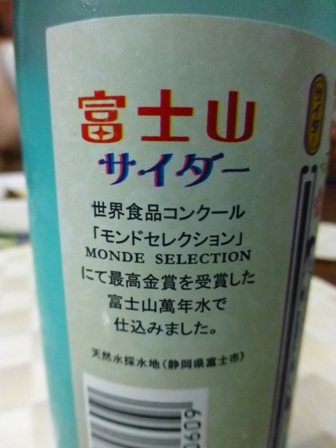 富士山
サイダー
世界食品コンクール
「モンドセレクション」
MONDE SELECTION
にて最高金賞を受賞した
富士山萬年水で
仕込みました。
天然水採水地（静岡県富士市）
0609